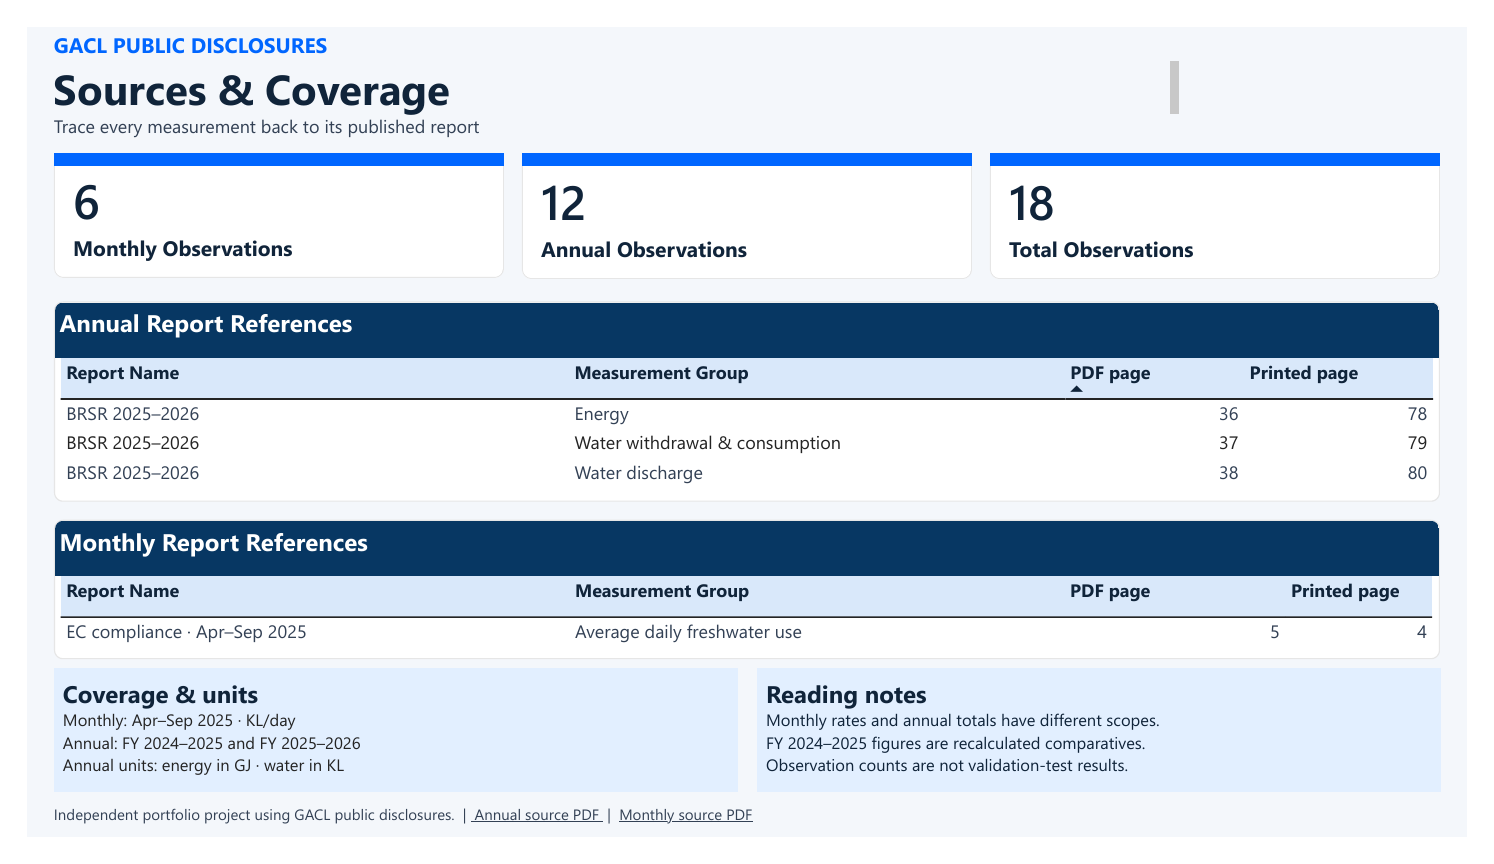 GACL PUBLIC DISCLOSURES
Sources & Coverage
Trace every measurement back to its published report
6
Monthly Observations
12
Annual Observations
18
Total Observations
Annual Report References
Report Name Measurement Group PDF page Printed page
BRSR 2025–2026 Energy 36 78
BRSR 2025–2026 Water withdrawal & consumption 37 79
BRSR 2025–2026 Water discharge 38 80
Monthly Report References
Report Name Measurement Group PDF page Printed page
EC compliance · Apr–Sep 2025 Average daily freshwater use 5 4
Coverage & units
Monthly: Apr–Sep 2025 · KL/day
Annual: FY 2024–2025 and FY 2025–2026
Annual units: energy in GJ · water in KL
Reading notes
Monthly rates and annual totals have different scopes.
FY 2024–2025 figures are recalculated comparatives.
Observation counts are not validation-test results.
Independent portfolio project using GACL public disclosures. | Annual source PDF | Monthly source PDF